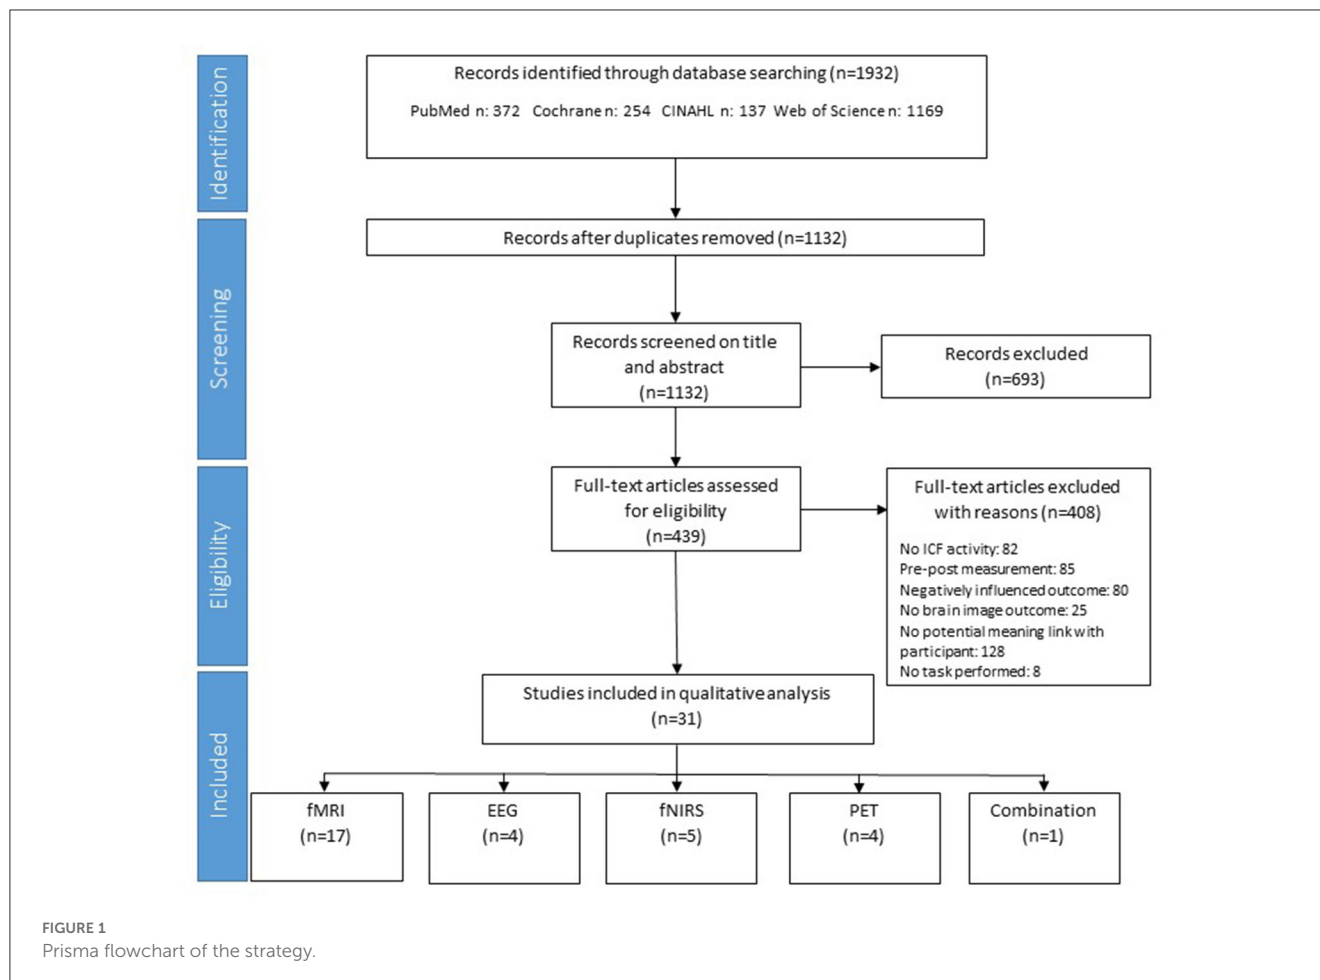 Identification
Records identified through database searching (n=1932)
PubMed n: 372 Cochrane n: 254 CINAHL n: 137 Web of Science n: 1169
Screening
Records after duplicates removed (n=1132)
Records screened on title
and abstract
(n=1132)
Records excluded
(n=693)
Eligibility
Full-text articles assessed
for eligibility
(n=439)
Full-text articles excluded
with reasons (n=408)
No ICF activity: 82
Pre-post measurement: 85
Negatively influenced outcome: 80
No brain image outcome: 25
No potential meaning link with
participant: 128
No task performed: 8
Included
Studies included in qualitative analysis
(n=31)
fMRI
(n=17)
EEG
(n=4)
fNIRS
(n=5)
PET
(n=4)
Combination
(n=1)
FIGURE 1
Prisma flowchart of the strategy.